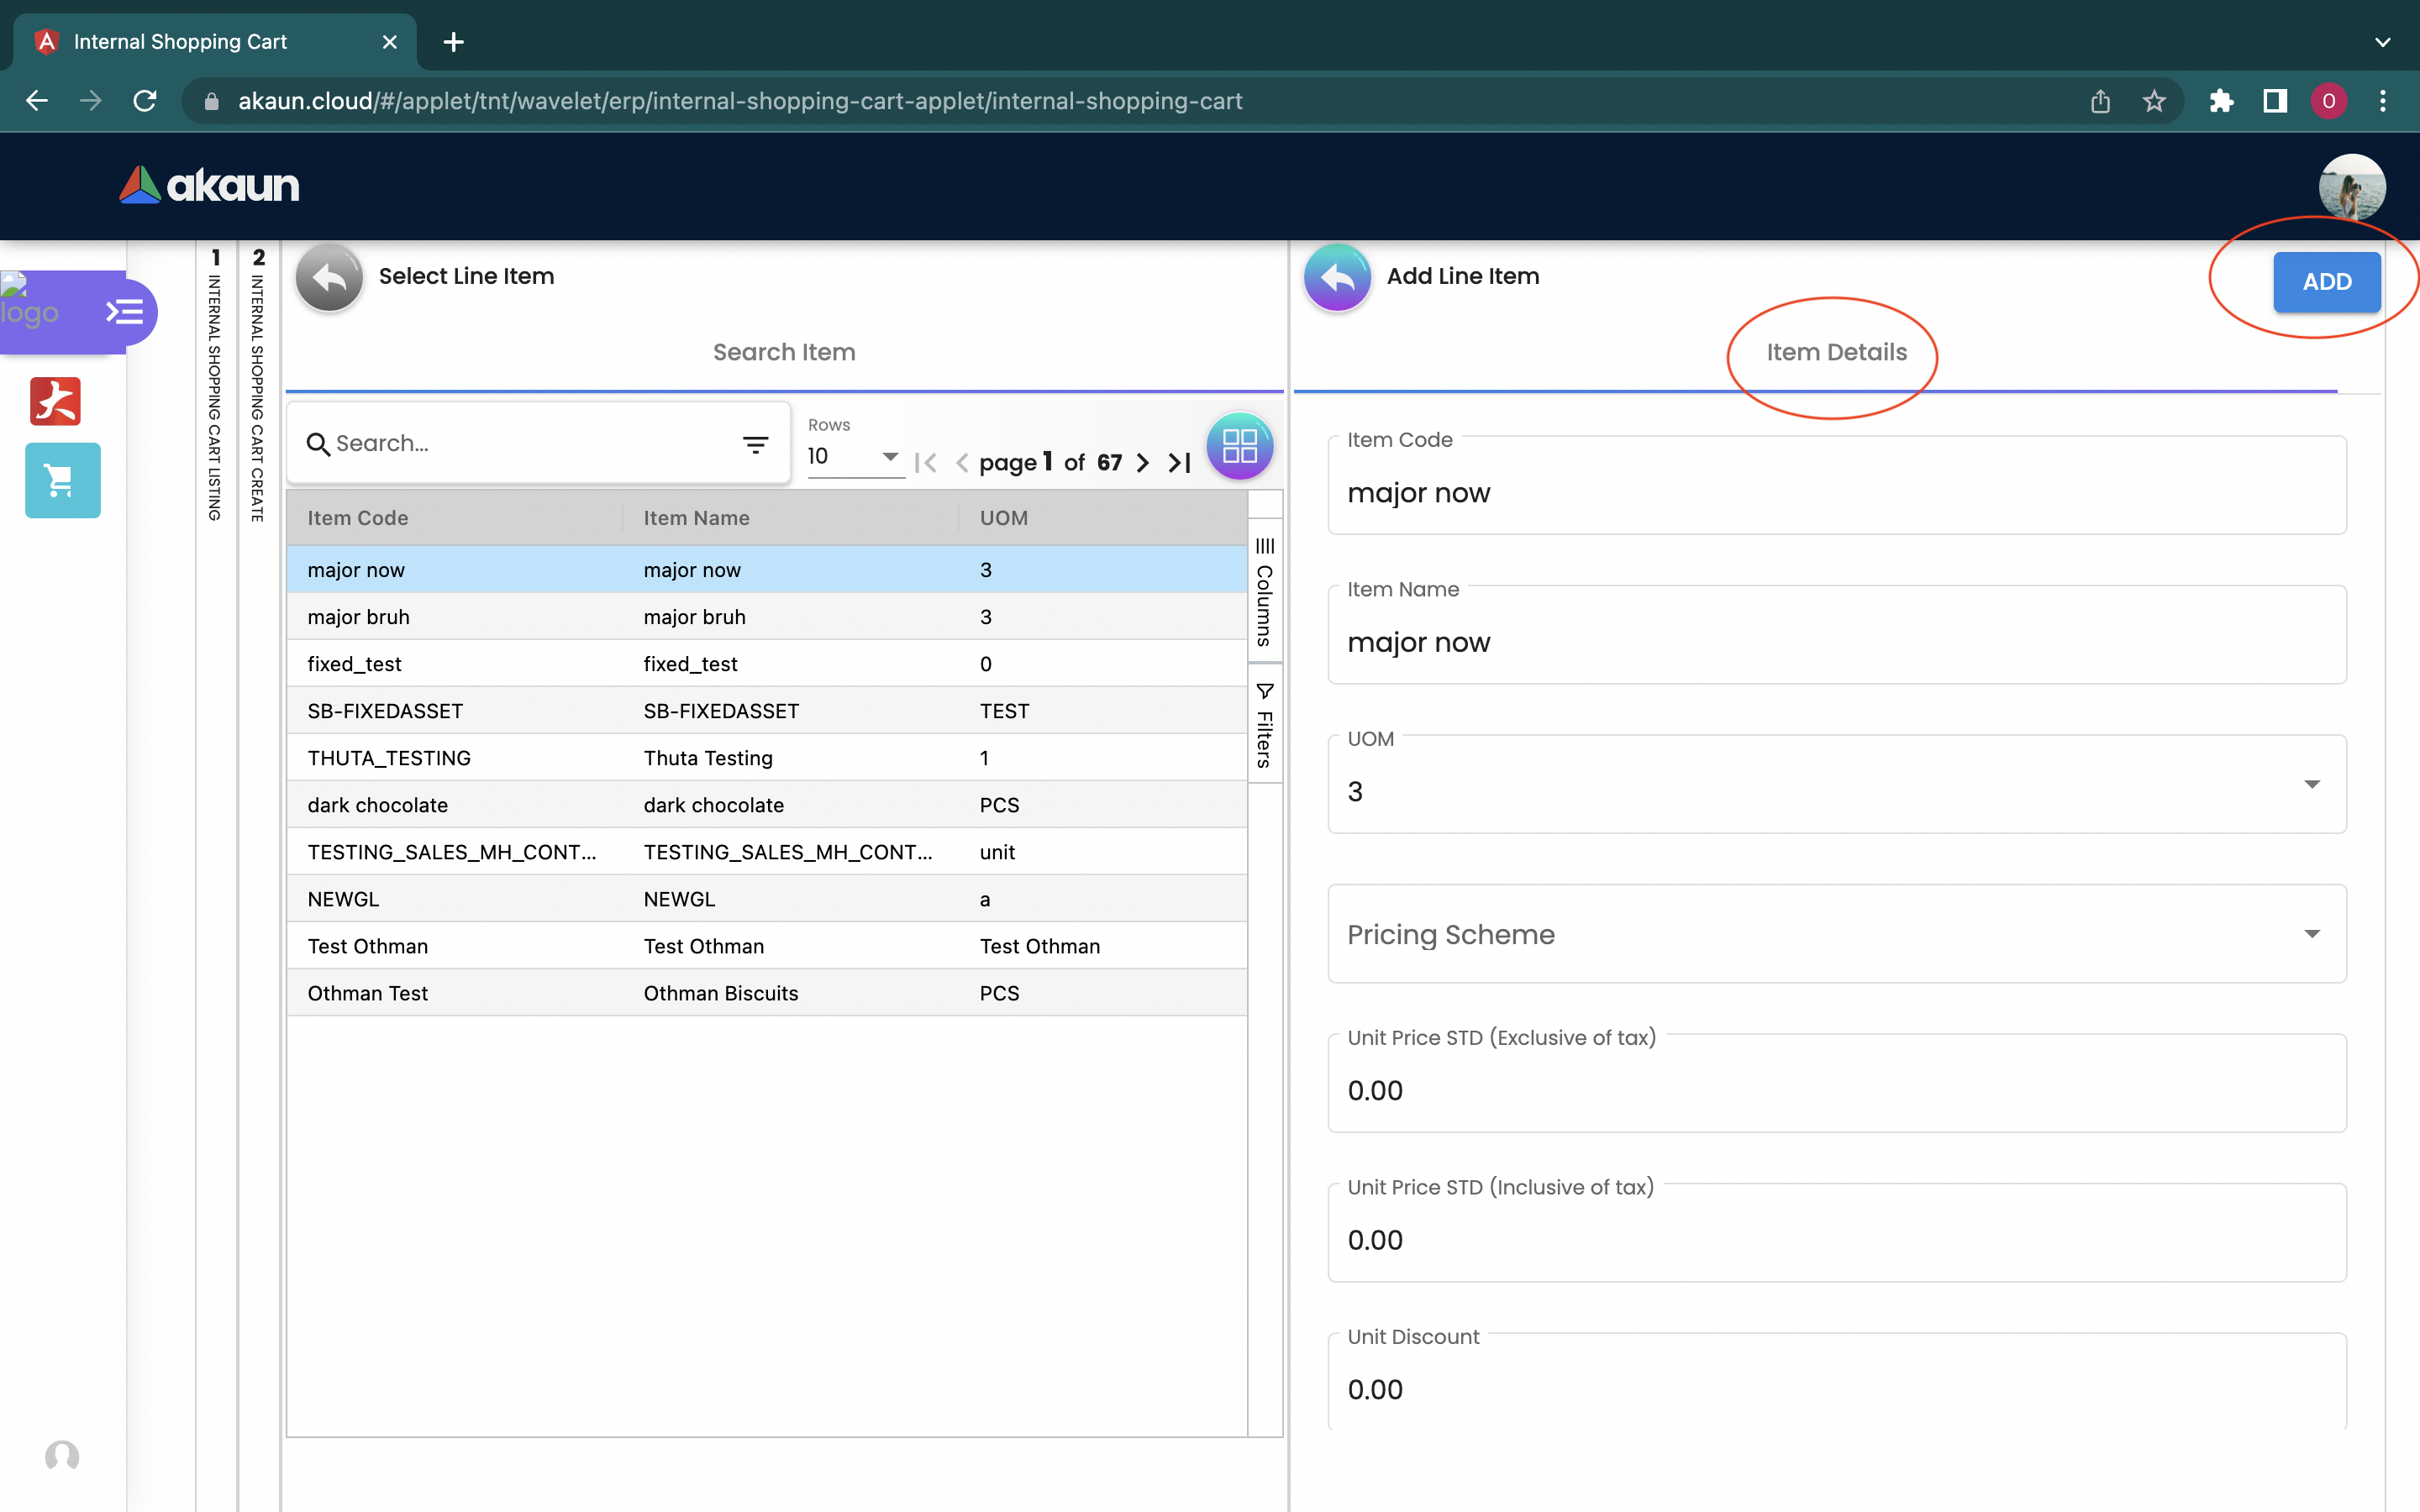 Internal Shopping Cart
akaun.cloud/#/applet/tnt/wavelet/erp/internal-shopping-cart-applet/internal-shopping-cart
O
akaun
logo
1 INTERNAL SHOPPING CART LISTING
2 INTERNAL SHOPPING CART CREATE
Select Line Item
Search Item
Search...
Rows
10
page 1 of 67
Item Code Item Name UOM
major now major now 3
major bruh major bruh 3
fixed_test fixed_test 0
SB-FIXEDASSET SB-FIXEDASSET TEST
THUTA_TESTING Thuta Testing 1
dark chocolate dark chocolate PCS
TESTING_SALES_MH_CONT... TESTING_SALES_MH_CONT... unit
NEWGL NEWGL a
Test Othman Test Othman Test Othman
Othman Test Othman Biscuits PCS
Columns
Filters
Add Line Item
ADD
Item Details
Item Code
major now
Item Name
major now
UOM
3
Pricing Scheme
Unit Price STD (Exclusive of tax)
0.00
Unit Price STD (Inclusive of tax)
0.00
Unit Discount
0.00